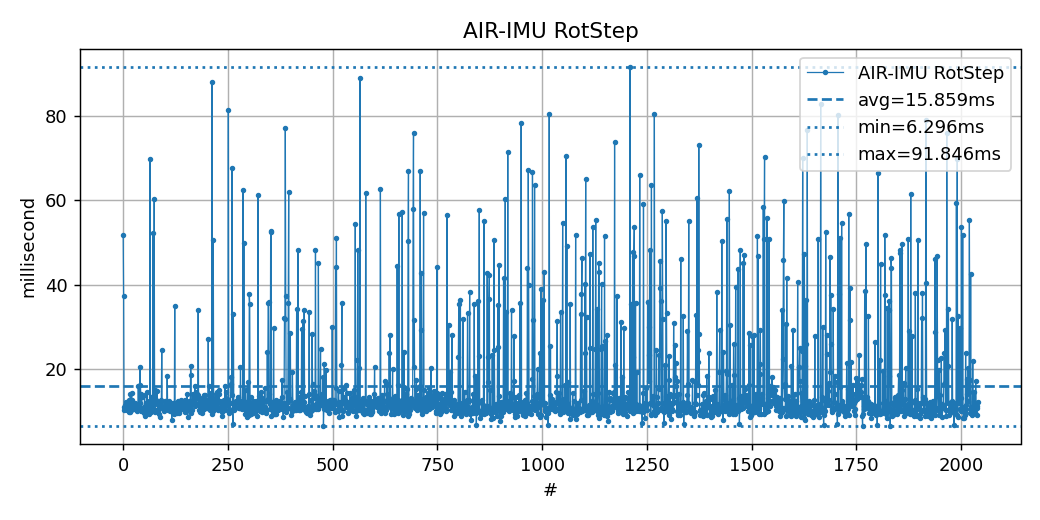 AIR-IMU RotStep
AIR-IMU RotStep
avg=15.859ms
min=6.296ms
max=91.846ms
millisecond
80
60
40
20
0 250 500 750 1000 1250 1500 1750 2000
#